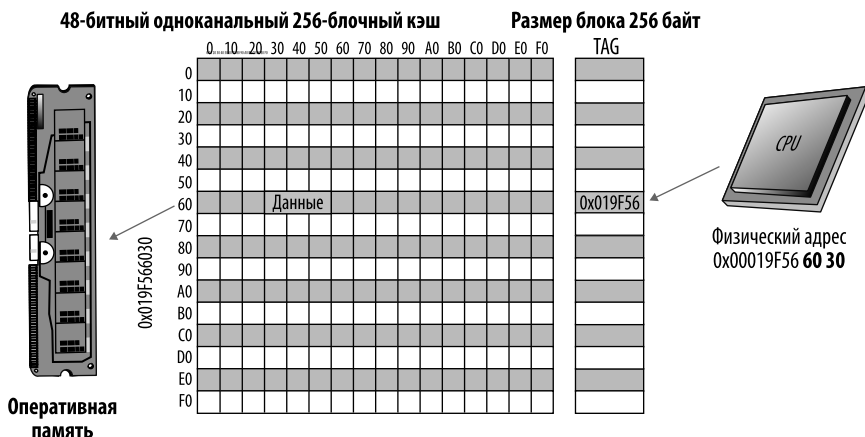 48-битный одноканальный 256-блочный кэш
Размер блока 256 байт
0 10 20 30 40 50 60 70 80 90 A0 B0 C0 D0 E0 F0
TAG
0
10
20
30
40
50
60 Данные 0x019F56
70
80
90
A0
B0
C0
D0
E0
F0
0x019F566030
CPU
Физический адрес
0x00019F56 60 30
Оперативная
память